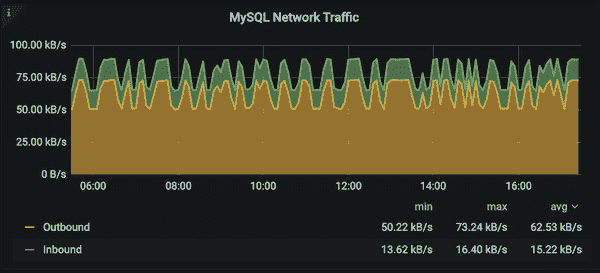 i
MySQL Network Traffic
100.00 kB/s
75.00 kB/s
50.00 kB/s
25.00 kB/s
0 B/s
06:00 08:00 10:00 12:00 14:00 16:00
min max avg
Outbound 50.22 kB/s 73.24 kB/s 62.53 kB/s
Inbound 13.62 kB/s 16.40 kB/s 15.22 kB/s